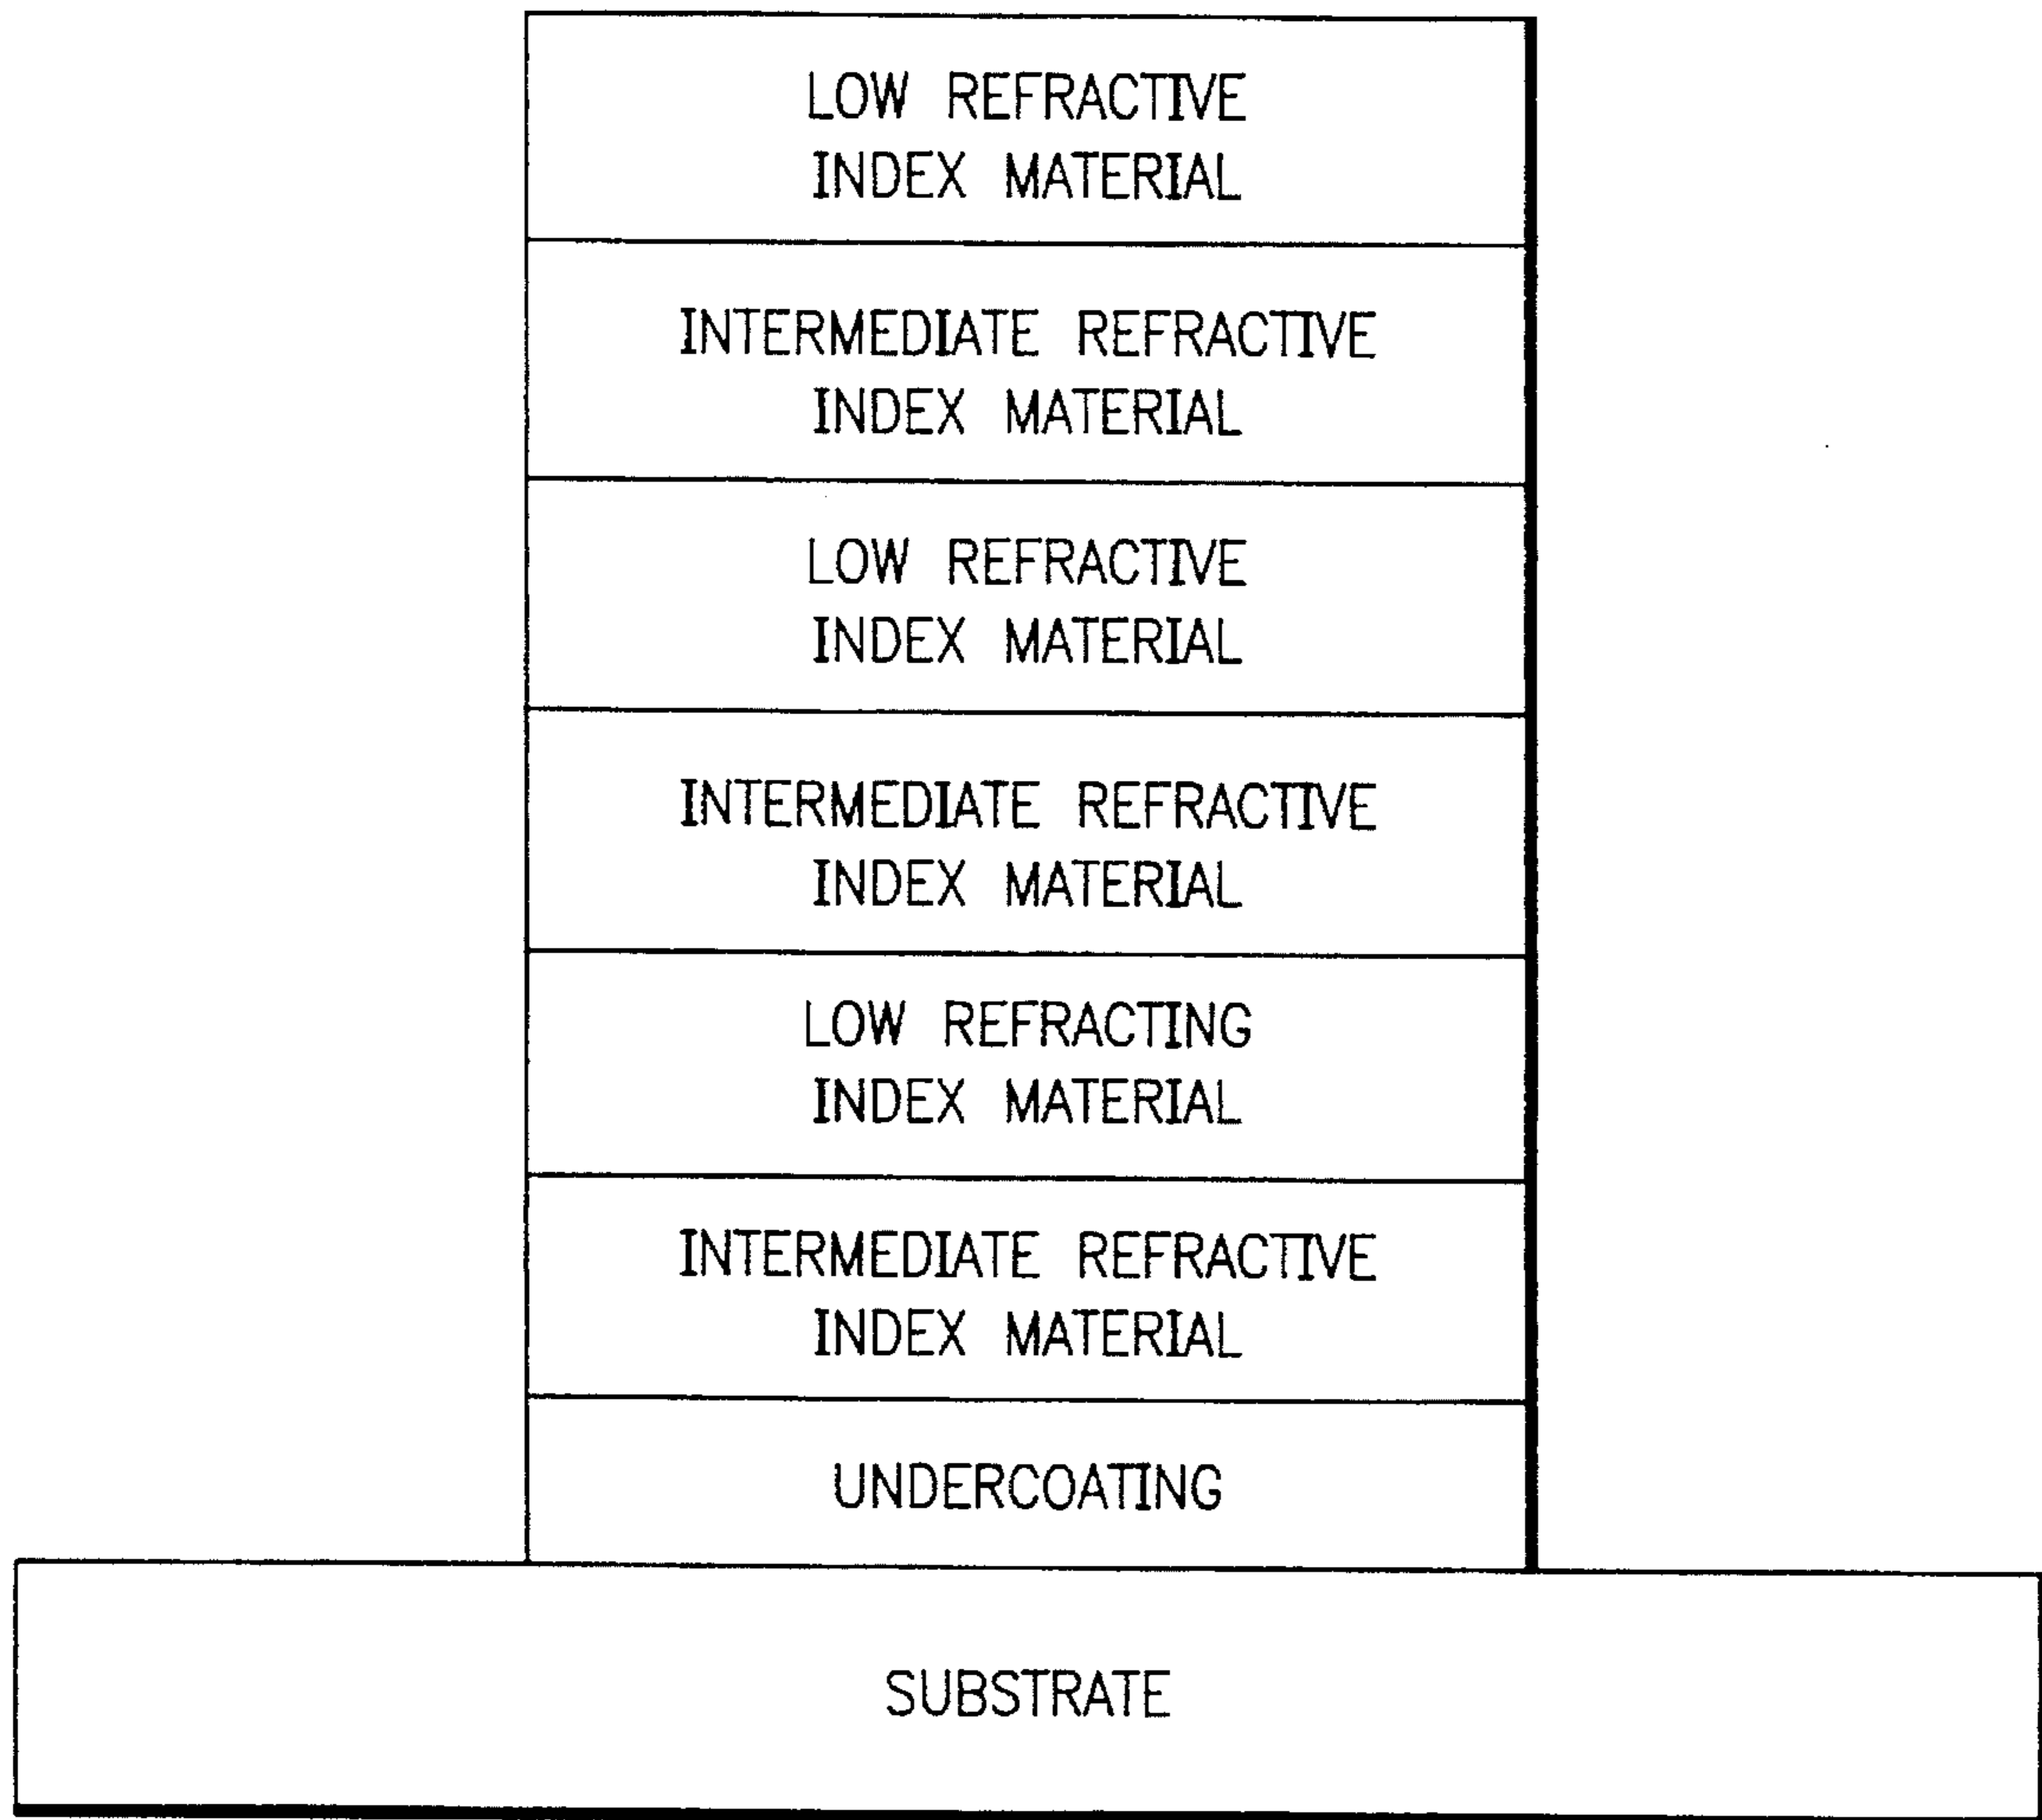 LOW REFRACTIVE
INDEX MATERIAL
INTERMEDIATE REFRACTIVE
INDEX MATERIAL
LOW REFRACTIVE
INDEX MATERIAL
INTERMEDIATE REFRACTIVE
INDEX MATERIAL
LOW REFRACTING
INDEX MATERIAL
INTERMEDIATE REFRACTIVE
INDEX MATERIAL
UNDERCOATING
SUBSTRATE